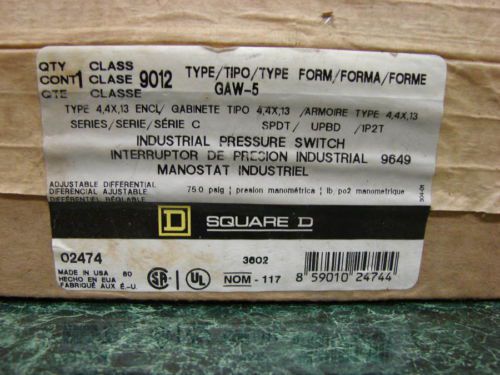 QTY CLASS
CONT 1 CLASE 9012 TYPE/TIPO/TYPE FORM/FORMA/FORME
QTE CLASSE GAW-5
TYPE 4,4X,13 ENCL/ GABINETE TIPO 4,4X,13 /ARMOIRE TYPE 4,4X,13
SERIES/SERIE/SÉRIE C SPDT/ UPBD /IP2T
INDUSTRIAL PRESSURE SWITCH
INTERRUPTOR DE PRESION INDUSTRIAL 9649
MANOSTAT INDUSTRIEL
ADJUSTABLE DIFFERENTIAL
DIFERENCIAL AJUSTABLE 75.0 psig | presion manométrica | lb. po2 manometrique
DIFFÉRENTIEL RÉGLABLE
D SQUARE D
02474 3602
MADE IN USA 60
HECHO EN EUA
FABRIQUÉ AUX É.-U. SA UL NOM - 117 8 59010 24744